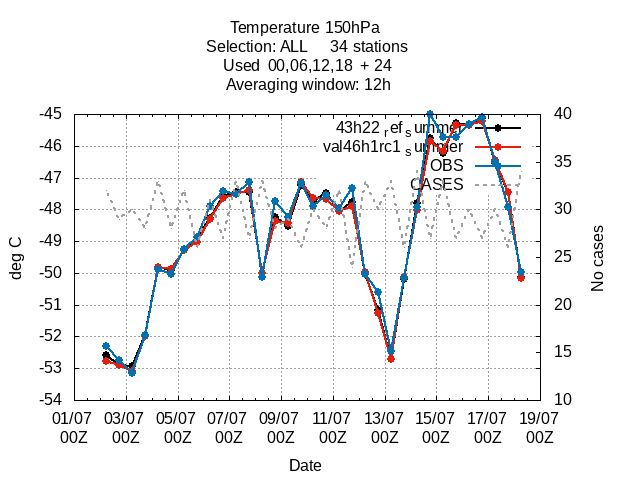 Temperature 150hPa
Selection: ALL 34 stations
Used 00,06,12,18 + 24
Averaging window: 12h
-45
-46
-47
-48
-49
-50
-51
-52
-53
-54
deg C
40
35
30
25
20
15
10
No cases
43h22 ref summer
val46h1rc1 summer
OBS
CASES
01/07 03/07 05/07 07/07 09/07 11/07 13/07 15/07 17/07 19/07
00Z 00Z 00Z 00Z 00Z 00Z 00Z 00Z 00Z 00Z
Date